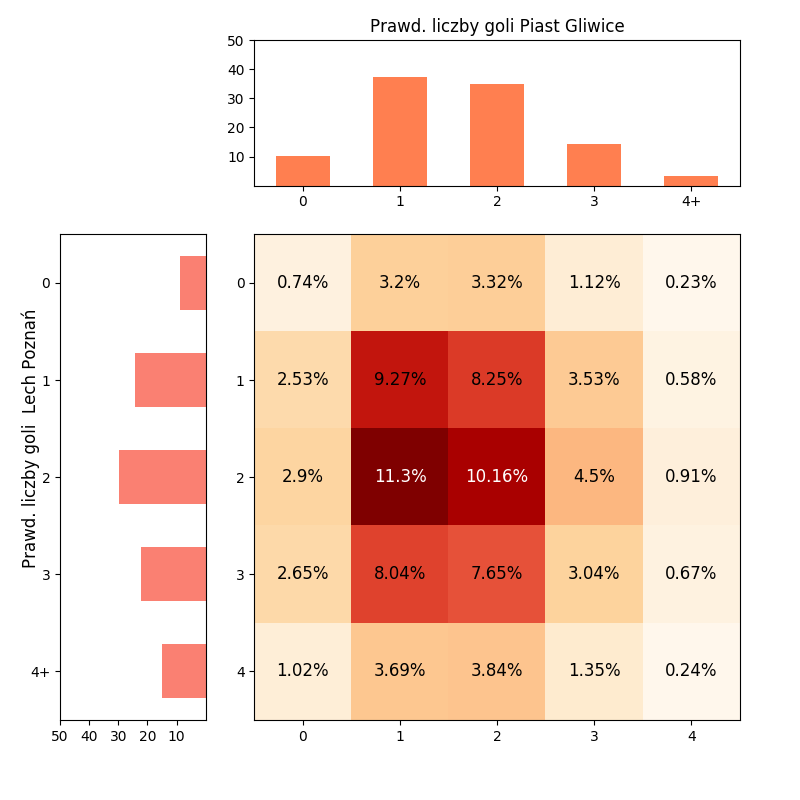 Prawd. liczby goli Piast Gliwice
50
40
30
20
10
0 1 2 3 4+
Prawd. liczby goli  Lech Poznań
0
1
2
3
4+
50 40 30 20 10
0 0.74% 3.2% 3.32% 1.12% 0.23%
1 2.53% 9.27% 8.25% 3.53% 0.58%
2 2.9% 11.3% 10.16% 4.5% 0.91%
3 2.65% 8.04% 7.65% 3.04% 0.67%
4 1.02% 3.69% 3.84% 1.35% 0.24%
0 1 2 3 4